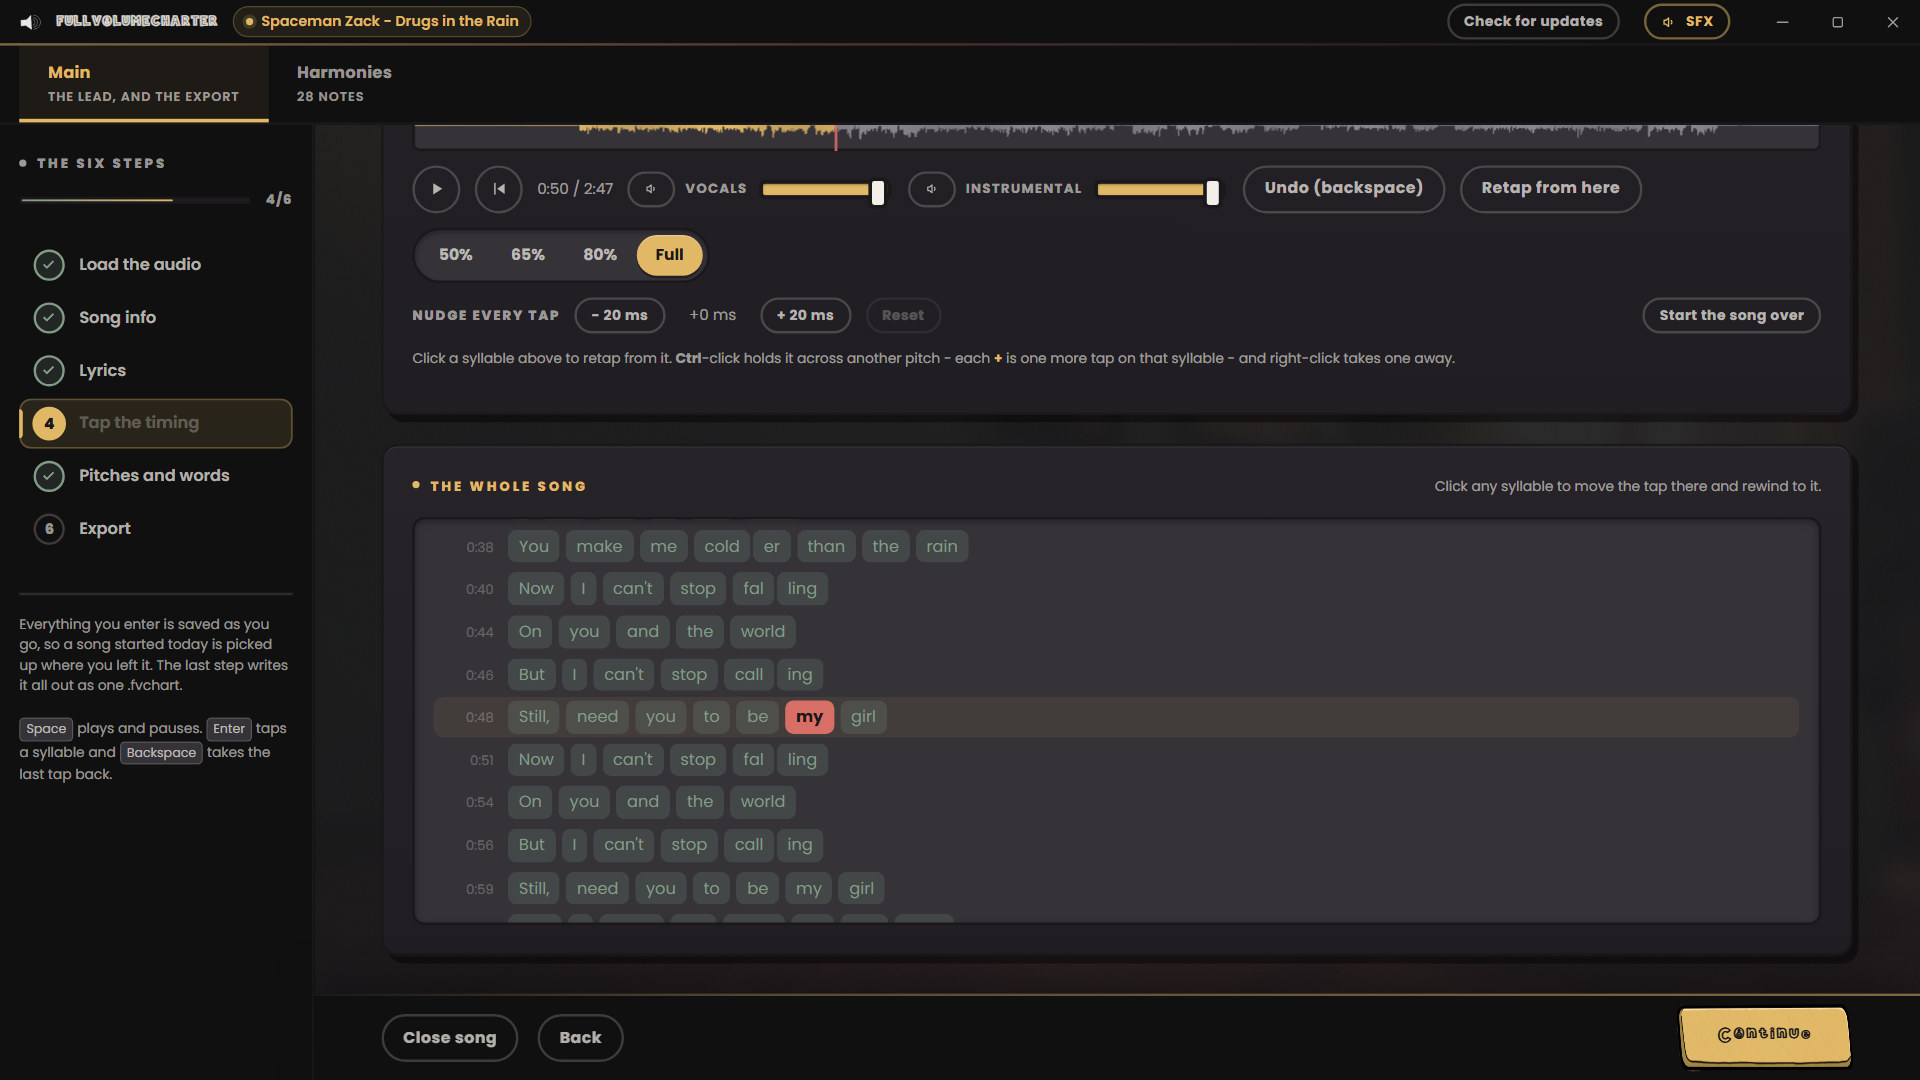 FULLVOLUMECHARTER
Spaceman Zack - Drugs in the Rain
Check for updates
SFX
Main
THE LEAD, AND THE EXPORT
Harmonies
28 NOTES
THE SIX STEPS
4/6
Load the audio
Song info
Lyrics
4 Tap the timing
Pitches and words
6 Export
Everything you enter is saved as you
go, so a song started today is picked
up where you left it. The last step writes
it all out as one .fvchart.
Space plays and pauses. Enter taps
a syllable and Backspace takes the
last tap back.
0:50 / 2:47
VOCALS
INSTRUMENTAL
Undo (backspace)
Retap from here
50% 65% 80% Full
NUDGE EVERY TAP - 20 ms +0 ms + 20 ms Reset
Start the song over
Click a syllable above to retap from it. Ctrl-click holds it across another pitch - each + is one more tap on that syllable - and right-click takes one away.
THE WHOLE SONG
Click any syllable to move the tap there and rewind to it.
0:38 You make me cold er than the rain
0:40 Now I can't stop fal ling
0:44 On you and the world
0:46 But I can't stop call ing
0:48 Still, need you to be my girl
0:51 Now I can't stop fal ling
0:54 On you and the world
0:56 But I can't stop call ing
0:59 Still, need you to be my girl
Close song
Back
Continue